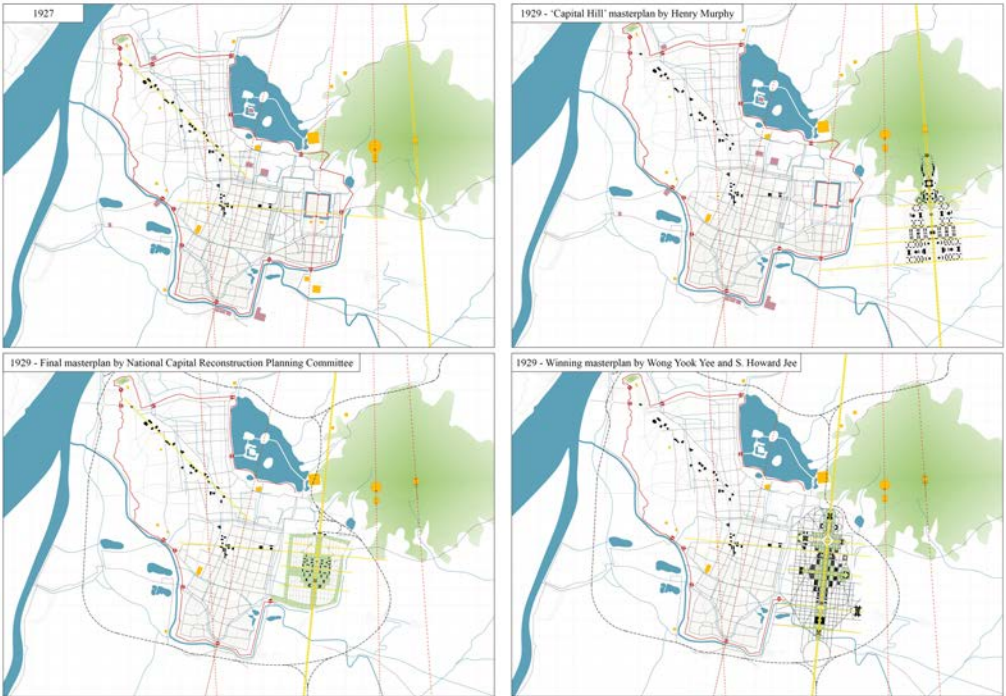 1927
1929 - ‘Capital Hill’ masterplan by Henry Murphy
1929 - Final masterplan by National Capital Reconstruction Planning Committee
1929 - Winning masterplan by Wong Yook Yee and S. Howard Jee